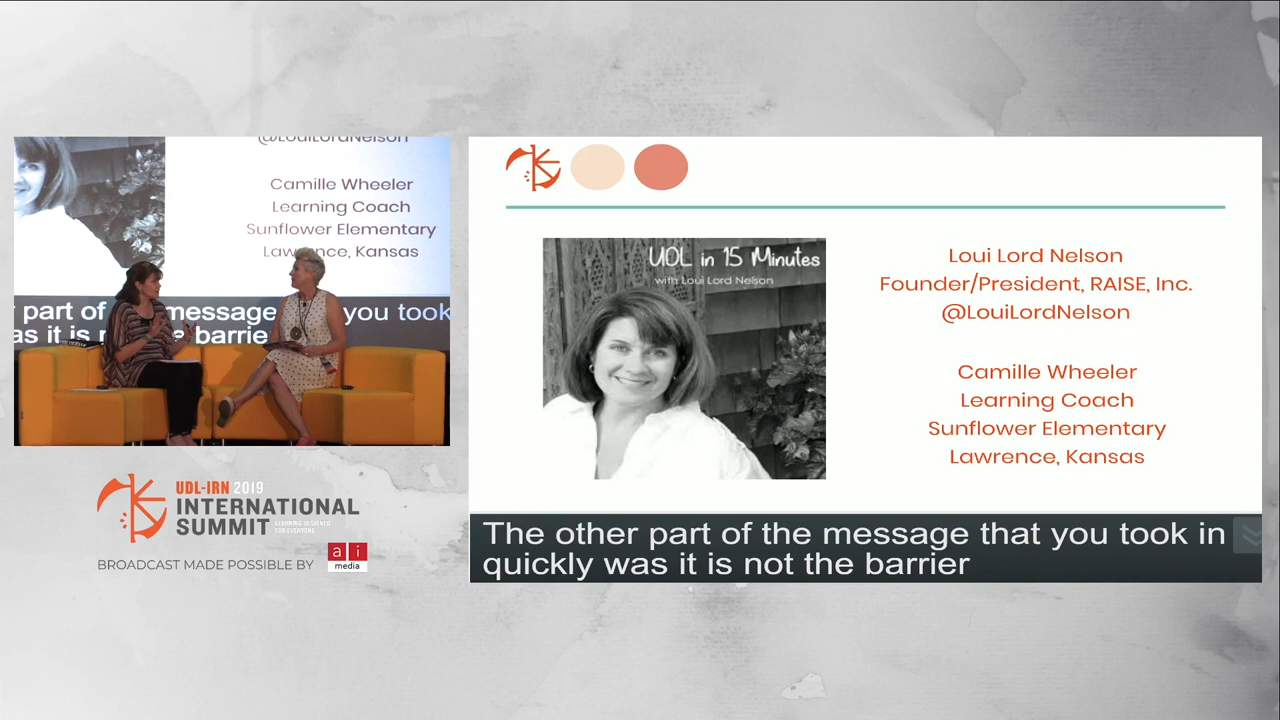 @LouiLordNelson
Camille Wheeler
Learning Coach
Sunflower Elementary
Lawrence, Kansas
part of message you took
as it is the barrie
UDL-IRN 2019
INTERNATIONAL
SUMMIT
LEARNING DESIGNED
FOR EVERYONE
BROADCAST MADE POSSIBLE BY
ai
media
UDL in 15 Minutes
with Loui Lord Nelson
Loui Lord Nelson
Founder/President, RAISE, Inc.
@LouiLordNelson
Camille Wheeler
Learning Coach
Sunflower Elementary
Lawrence, Kansas
The other part of the message that you took in
quickly was it is not the barrier